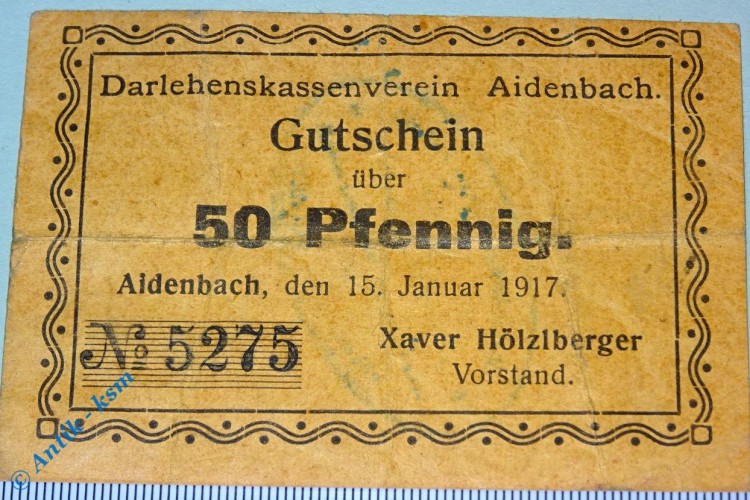 Darlehenskassenverein Aidenbach.
Gutschein
über
50 Pfennig.
Aidenbach, den 15. Januar 1917.
№ 5275
Xaver Hölzlberger
Vorstand.
© Antik - ksm